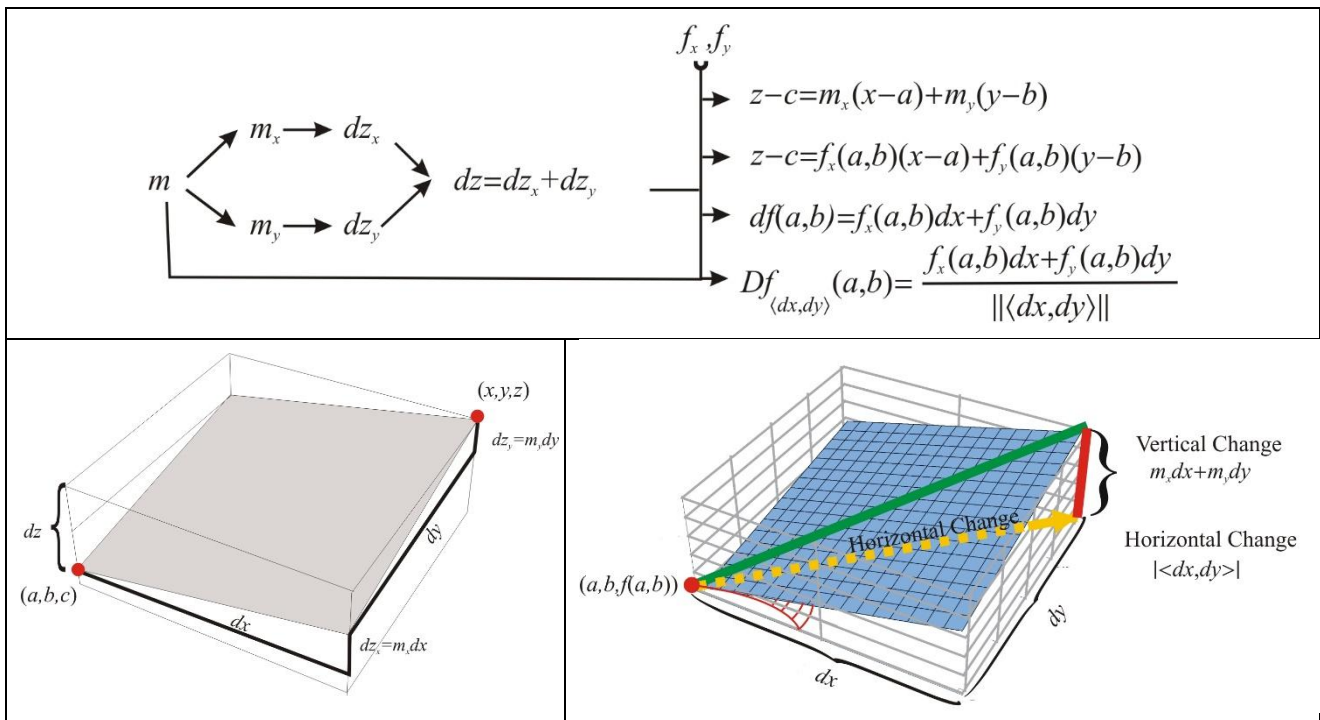 f_x ,f_y
z−c=m_x(x−a)+m_y(y−b)
m_x dz_x
z−c=f_x(a,b)(x−a)+f_y(a,b)(y−b)
m dz=dz_x+dz_y
df(a,b)=f_x(a,b)dx+f_y(a,b)dy
m_y dz_y
Df_⟨dx,dy⟩(a,b)= f_x(a,b)dx+f_y(a,b)dy
||⟨dx,dy⟩||
(x,y,z)
dz_y=m_ydy
dz
dy
(a,b,c)
dx
dz_x=m_xdx
Vertical Change
m_xdx+m_ydy
Horizontal Change
Horizontal Change
|<dx,dy>|
(a,b,f(a,b))
dy
dx